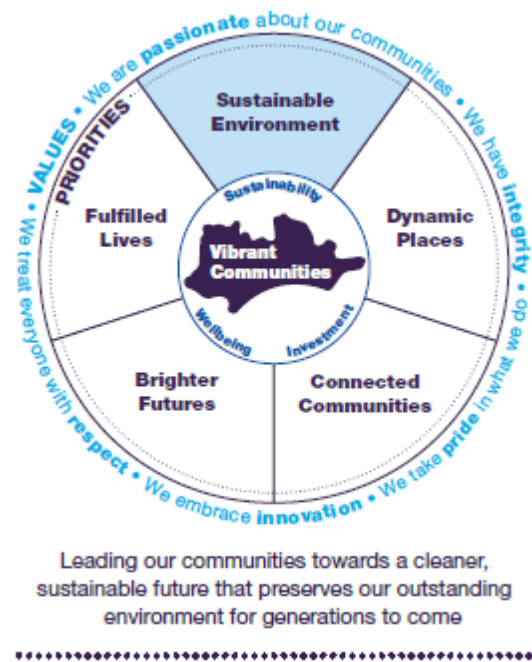 VALUES • We are passionate about our communities • We have integrity • We take pride in what we do • We embrace innovation • We treat everyone with respect •
PRIORITIES
Sustainable
Environment
Dynamic
Places
Connected
Communities
Brighter
Futures
Fulfilled
Lives
Sustainability
Investment
Wellbeing
Vibrant
Communities
Leading our communities towards a cleaner,
sustainable future that preserves our outstanding
environment for generations to come